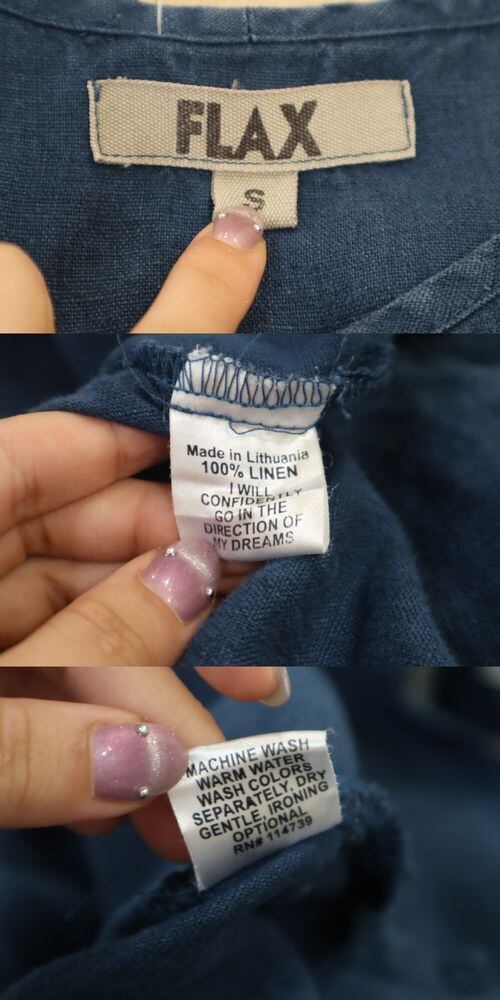 FLAX
S
Made in Lithuania
100% LINEN
I WILL
CONFIDENTLY
GO IN THE
DIRECTION OF
MY DREAMS
MACHINE WASH
WARM WATER
WASH COLORS
SEPARATELY, DRY
GENTLE, IRONING
OPTIONAL
RN# 114739